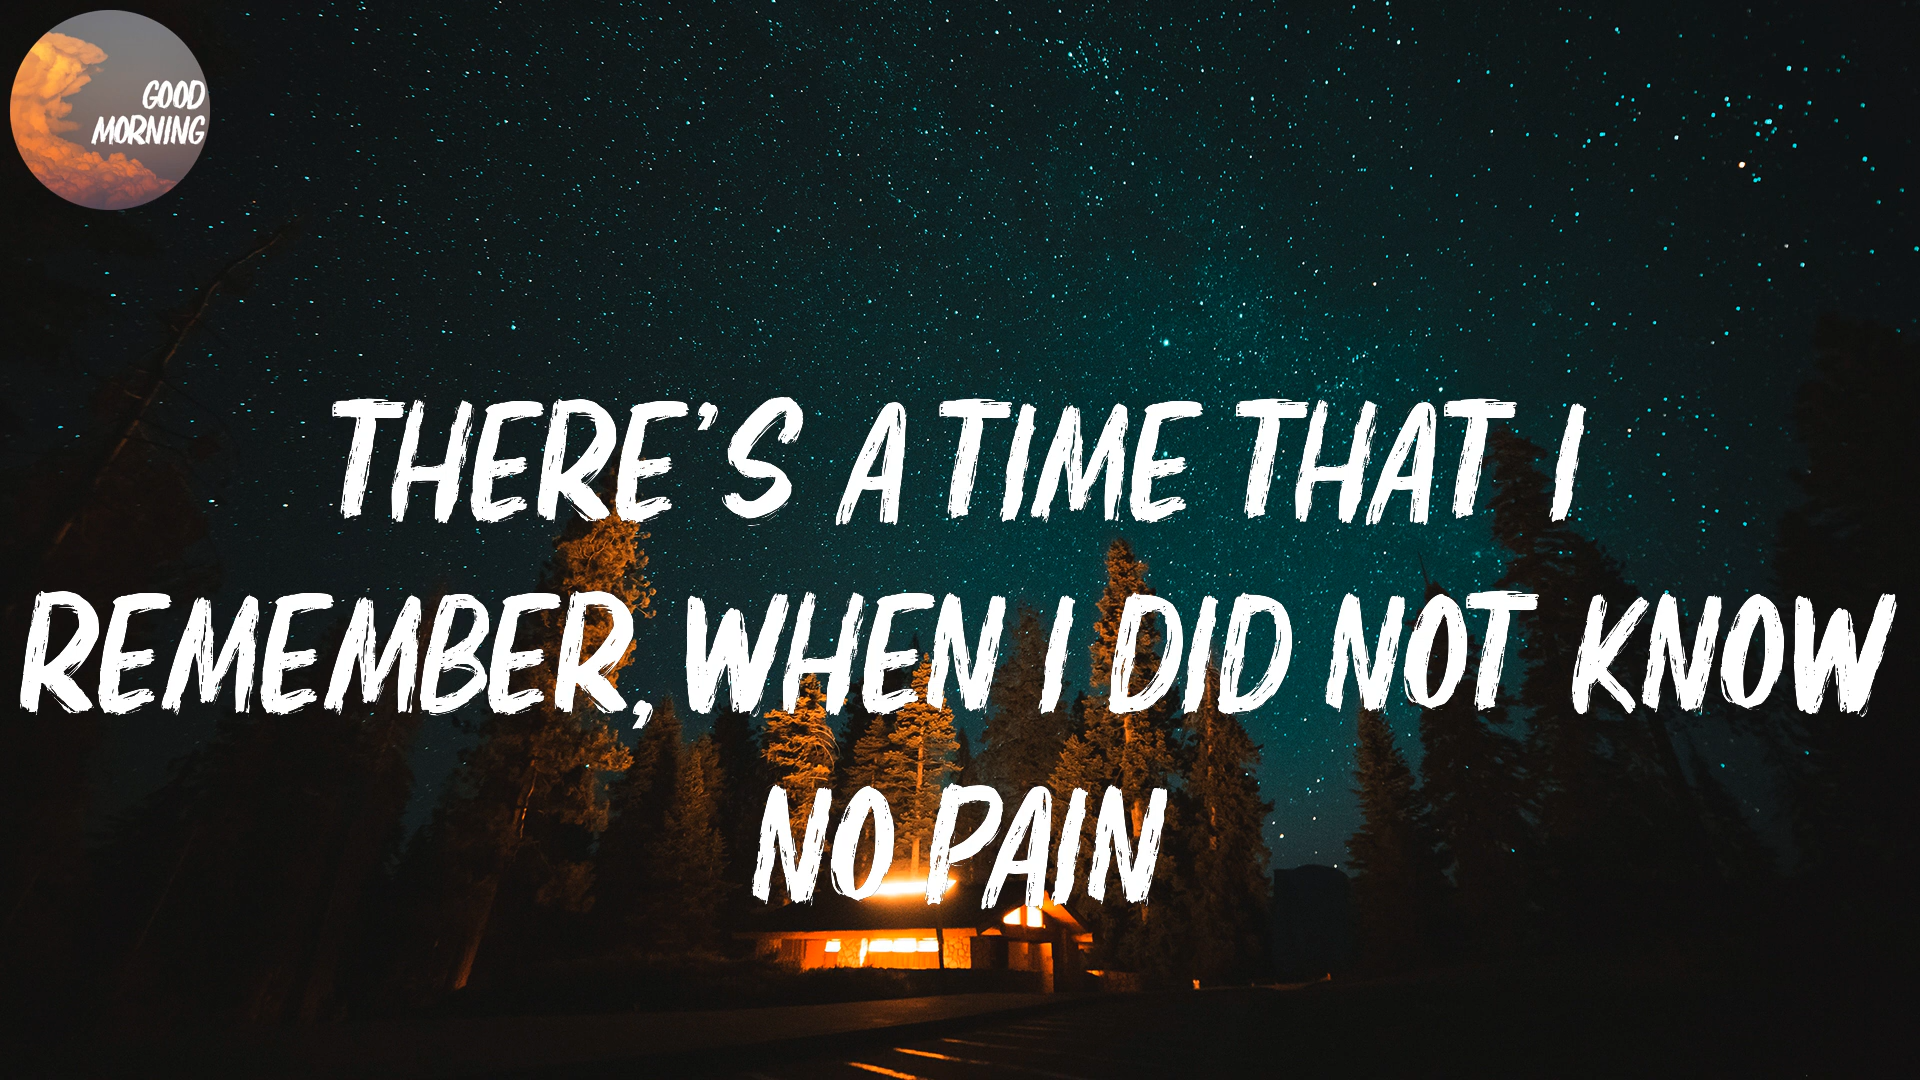 GOOD
MORNING
THERE'S A TIME THAT I
REMEMBER, WHEN I DID NOT KNOW
NO PAIN